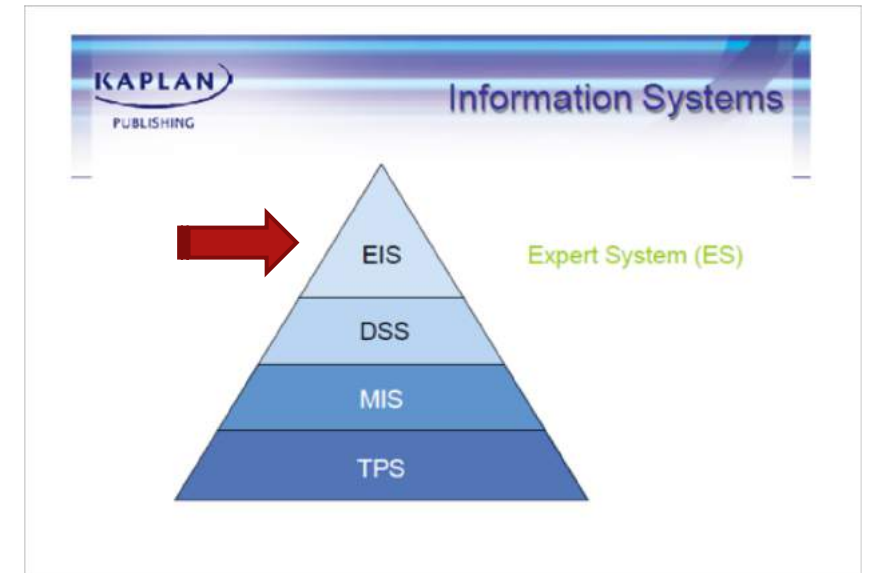 KAPLAN
PUBLISHING
Information Systems
EIS
Expert System (ES)
DSS
MIS
TPS